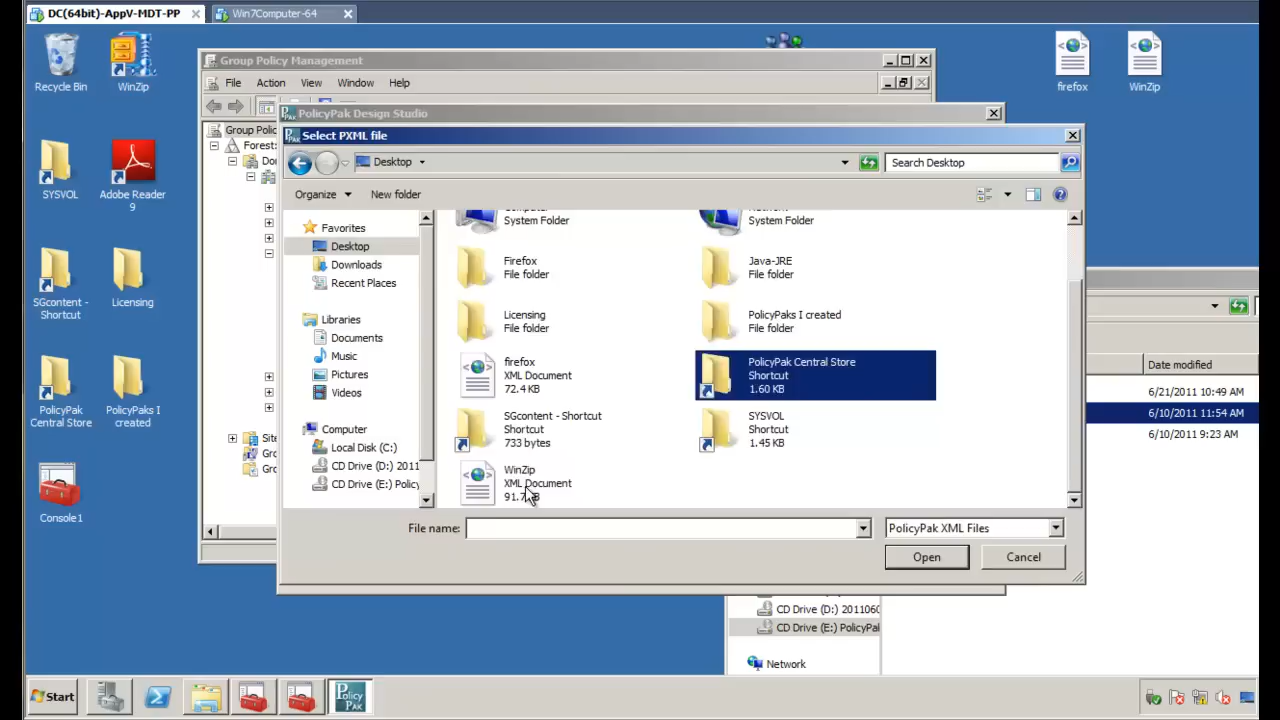 DC(64bit)-AppV-MDT-PP
Win7Computer-64
Recycle Bin
WinZip
SYSVOL
Adobe Reader
9
SGcontent -
Shortcut
Licensing
PolicyPak
Central Store
PolicyPaks I
created
Console1
firefox
WinZip
Group Policy Management
File
Action
View
Window
Help
Group Polic
Forest:
Do
Site
Gro
Gro
PolicyPak Design Studio
Select PXML file
Desktop
Search Desktop
Organize
New folder
Favorites
Desktop
Downloads
Recent Places
Libraries
Documents
Music
Pictures
Videos
Computer
Local Disk (C:)
CD Drive (D:) 2011
CD Drive (E:) Policy
System Folder
System Folder
Firefox
File folder
Java-JRE
File folder
Licensing
File folder
PolicyPaks I created
File folder
firefox
XML Document
72.4 KB
PolicyPak Central Store
Shortcut
1.60 KB
SGcontent - Shortcut
Shortcut
733 bytes
SYSVOL
Shortcut
1.45 KB
WinZip
XML Document
File name:
PolicyPak XML Files
Open
Cancel
Date modified
6/21/2011 10:49 AM
6/10/2011 11:54 AM
6/10/2011 9:23 AM
CD Drive (D:) 201106
CD Drive (E:) PolicyPak
Network
Start
Policy
Pak